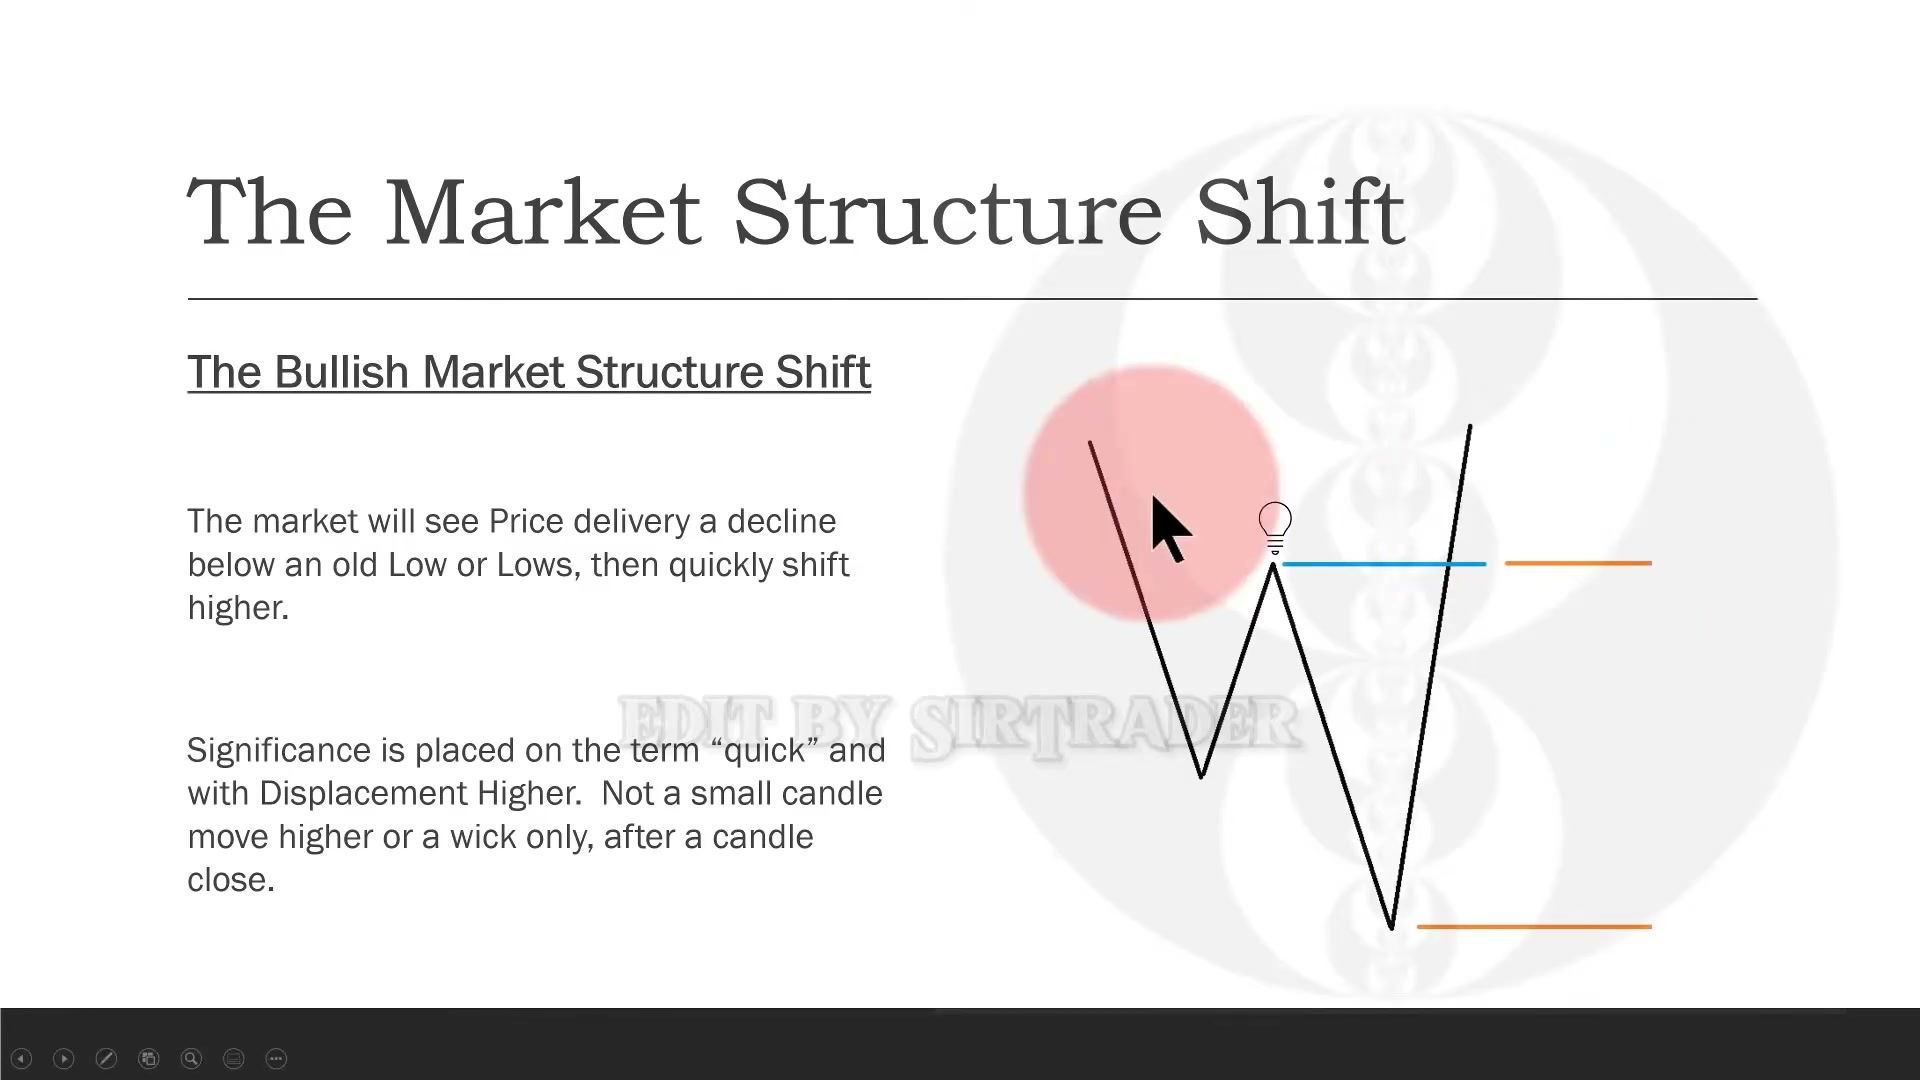 The Market Structure Shift
The Bullish Market Structure Shift
The market will see Price delivery a decline
below an old Low or Lows, then quickly shift
higher.
EDIT BY SIRTRADER
Significance is placed on the term “quick” and
with Displacement Higher.  Not a small candle
move higher or a wick only, after a candle
close.